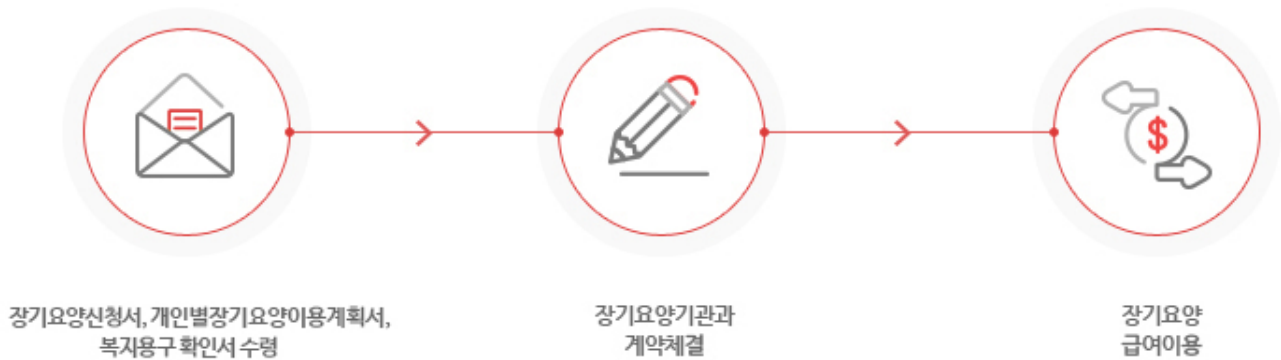 $
장기요양신청서, 개인별장기요양이용계획서,
복지용구 확인서 수령
장기요양기관과
계약체결
장기요양
급여이용